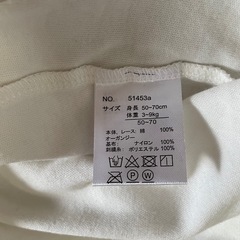 NO. 51453a
サイズ 身長 50~70cm
体重 3~9kg
50-70
本体、レース: 綿 100%
オーガンジー
基布: ナイロン 100%
刺繍糸: ポリエステル 100%
P W